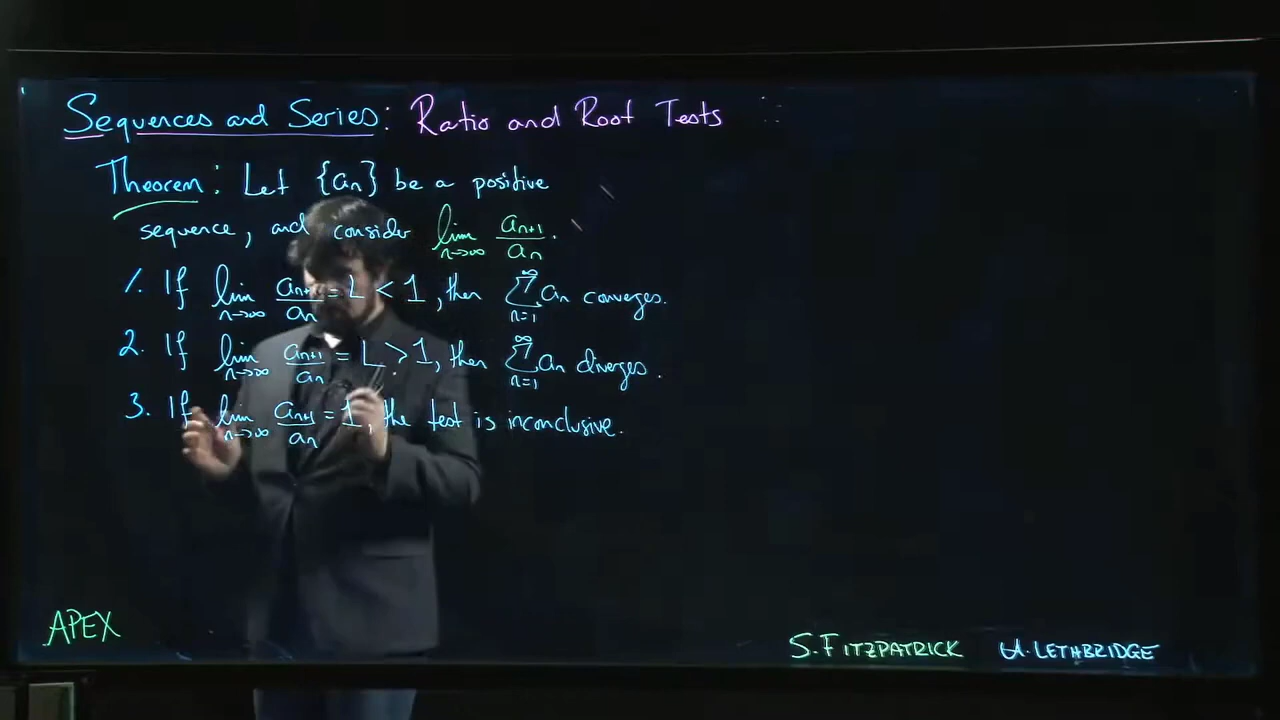 Sequences and Series: Ratio and Root Tests
Theorem: Let {aₙ} be a positive
sequence, and consider lim n→∞ aₙ₊₁/aₙ.
1. If lim n→∞ aₙ₊₁/aₙ = L < 1, then ∑ n=1 ∞ aₙ converges.
2. If lim n→∞ aₙ₊₁/aₙ = L > 1, then ∑ n=1 ∞ aₙ diverges.
3. If lim n→∞ aₙ₊₁/aₙ = 1, the test is inconclusive.
APEX
S. FITZPATRICK U. LETHBRIDGE